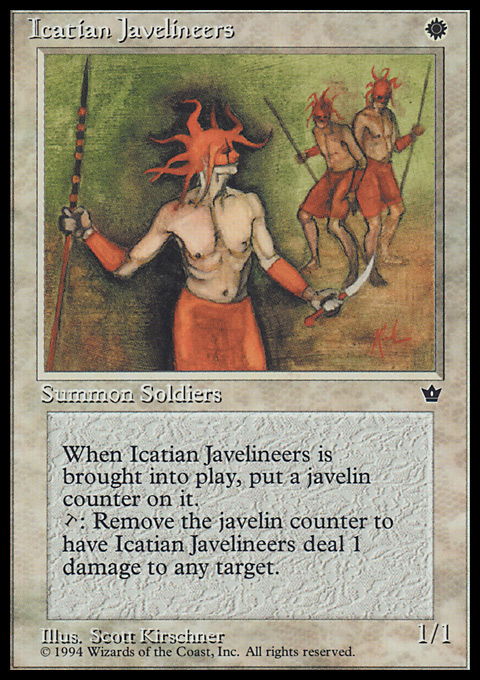 Icatian Javelineers
Summon Soldiers
When Icatian Javelineers is
brought into play, put a javelin
counter on it.
: Remove the javelin counter to
have Icatian Javelineers deal 1
damage to any target.
Illus. Scott Kirschner
1/1
© 1994 Wizards of the Coast, Inc. All rights reserved.